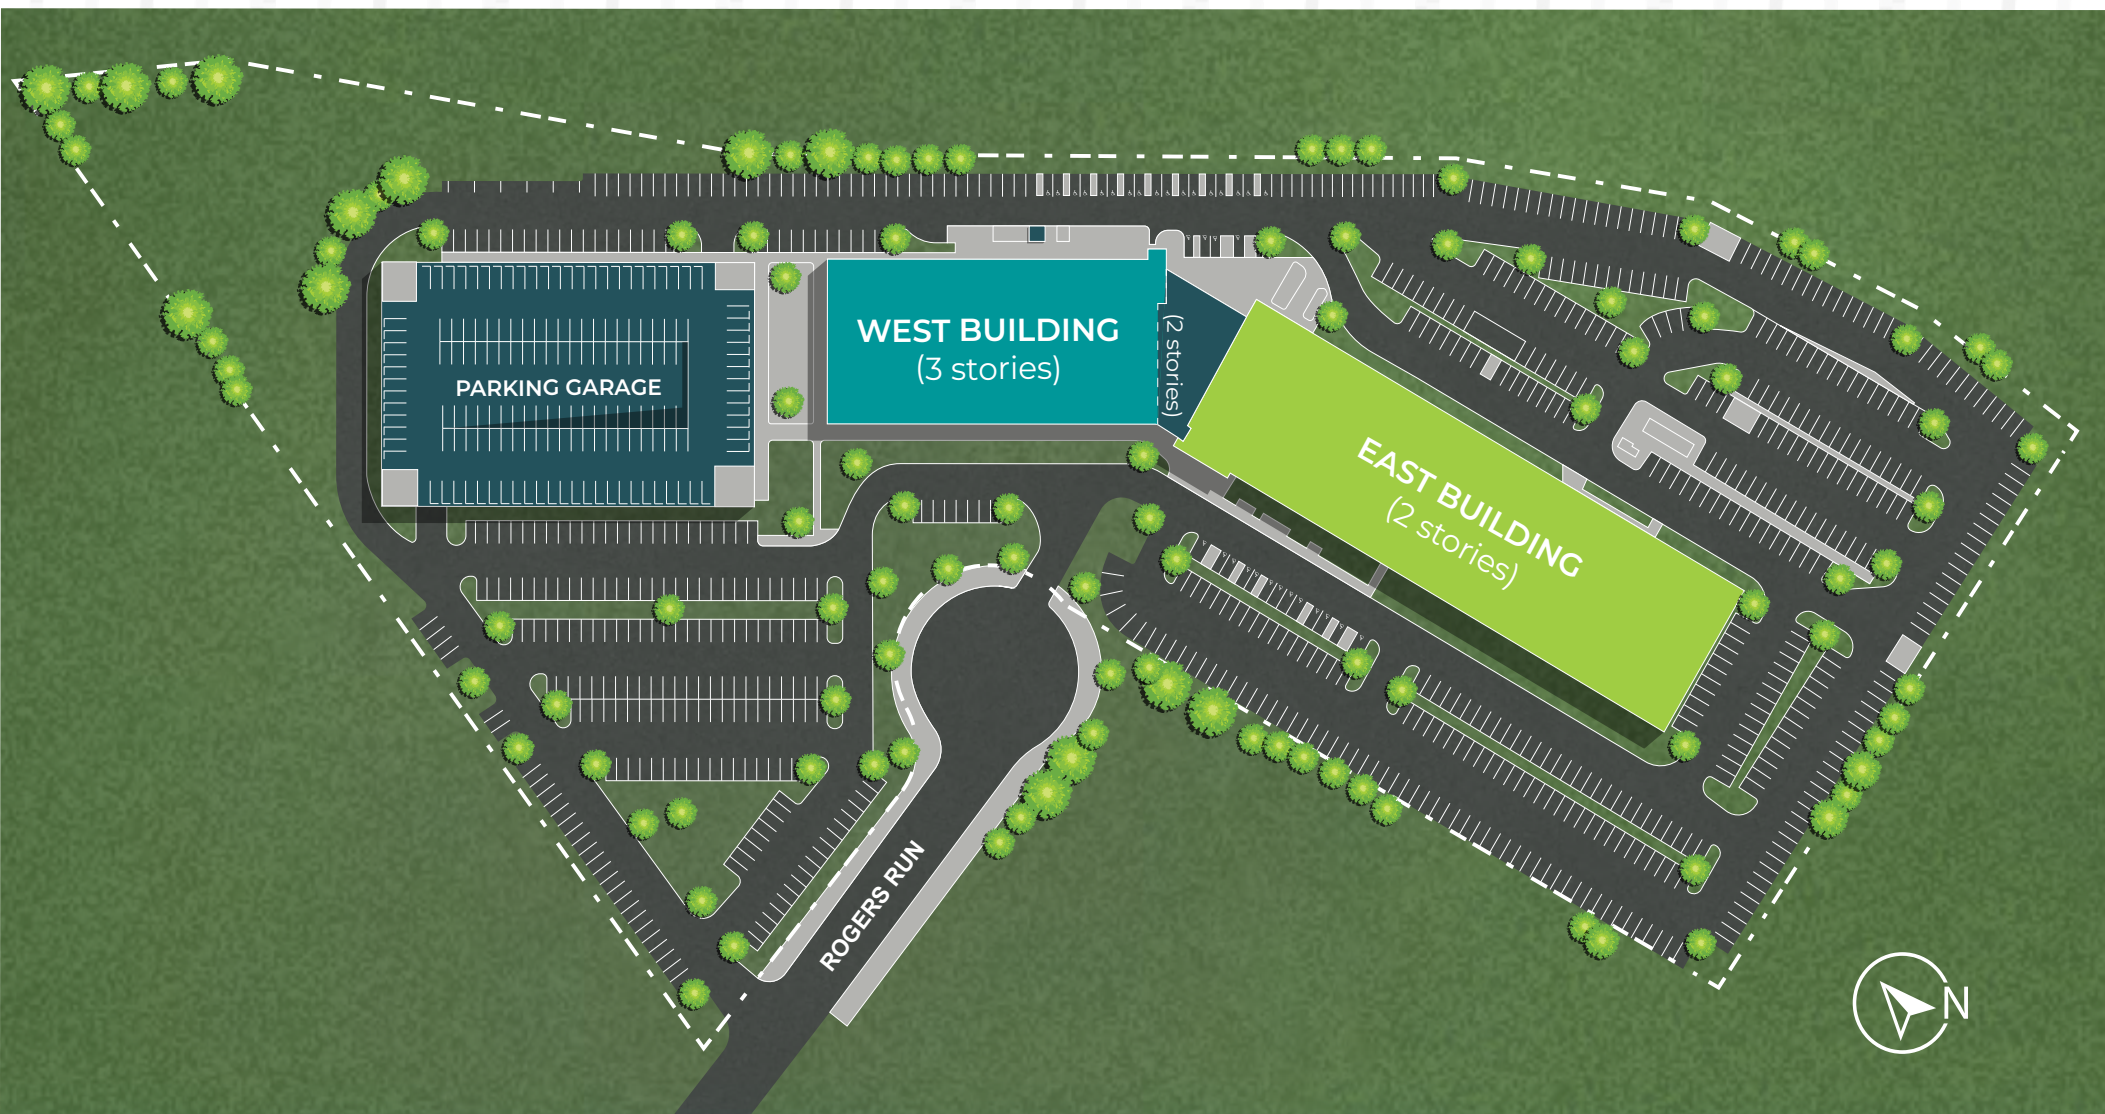 WEST BUILDING
(3 stories)
(2 stories)
PARKING GARAGE
EAST BUILDING
(2 stories)
ROGERS RUN
N